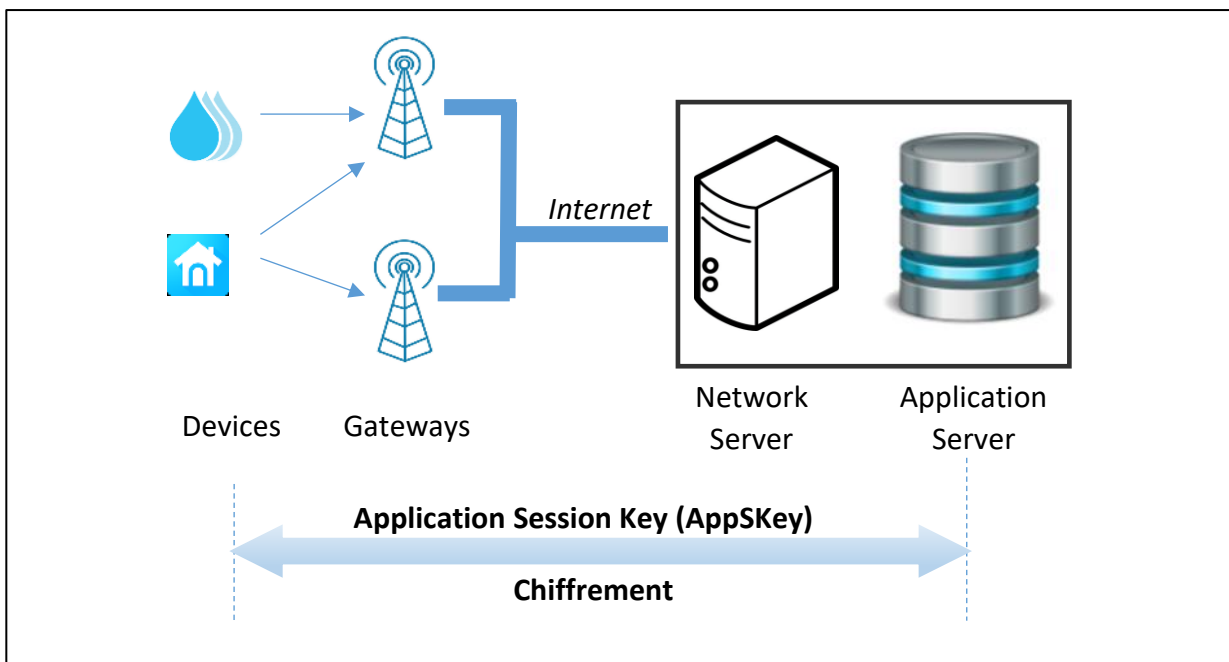 Internet
Devices
Gateways
Network
Server
Application
Server
Application Session Key (AppSKey)
Chiffrement